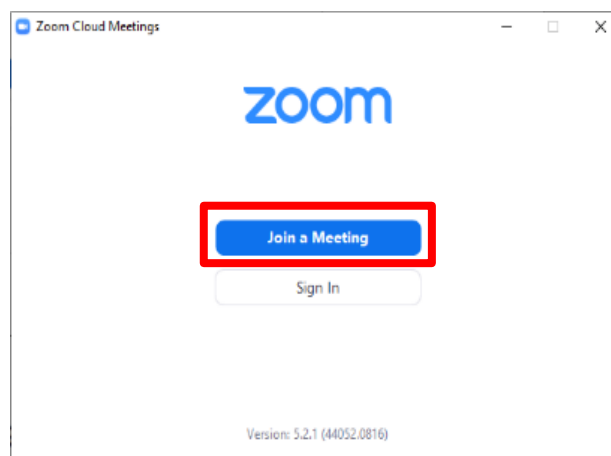 Zoom Cloud Meetings
zoom
Join a Meeting
Sign In
Version: 5.2.1 (44052.0816)